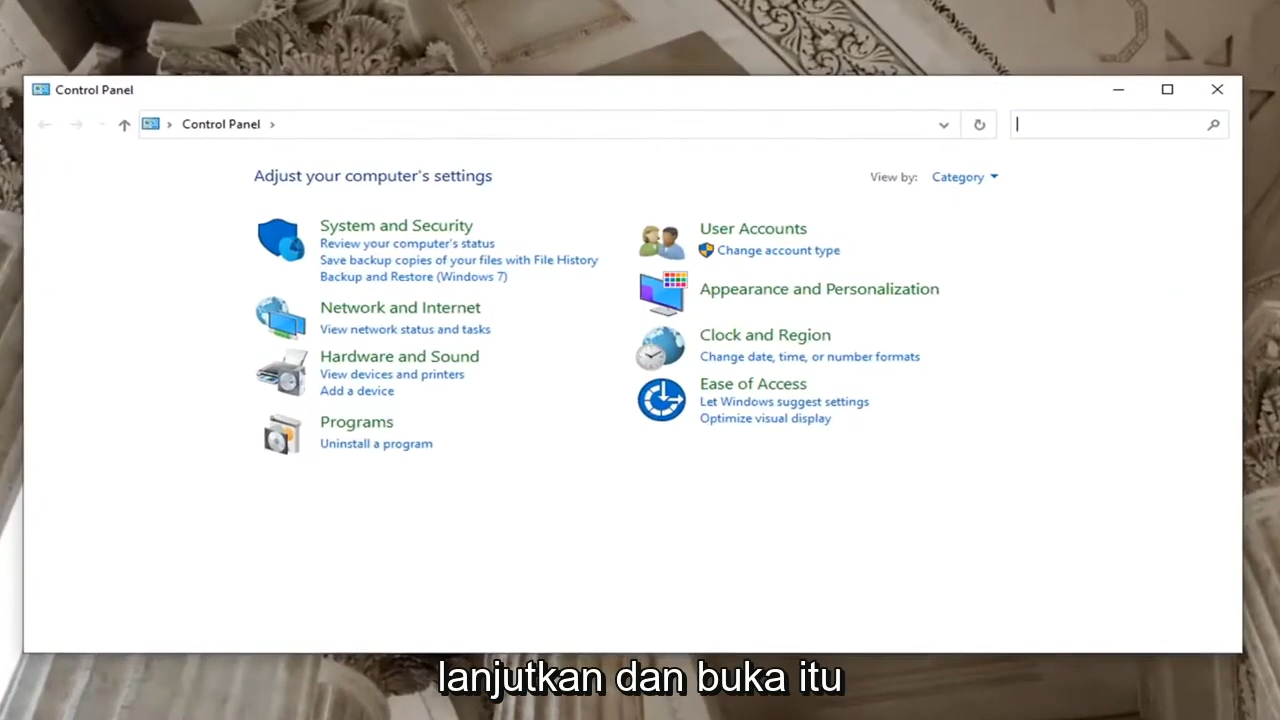 Control Panel
Control Panel
Adjust your computer's settings
View by: Category
System and Security
Review your computer's status
Save backup copies of your files with File History
Backup and Restore (Windows 7)
Network and Internet
View network status and tasks
Hardware and Sound
View devices and printers
Add a device
Programs
Uninstall a program
User Accounts
Change account type
Appearance and Personalization
Clock and Region
Change date, time, or number formats
Ease of Access
Let Windows suggest settings
Optimize visual display
lanjutkan dan buka itu